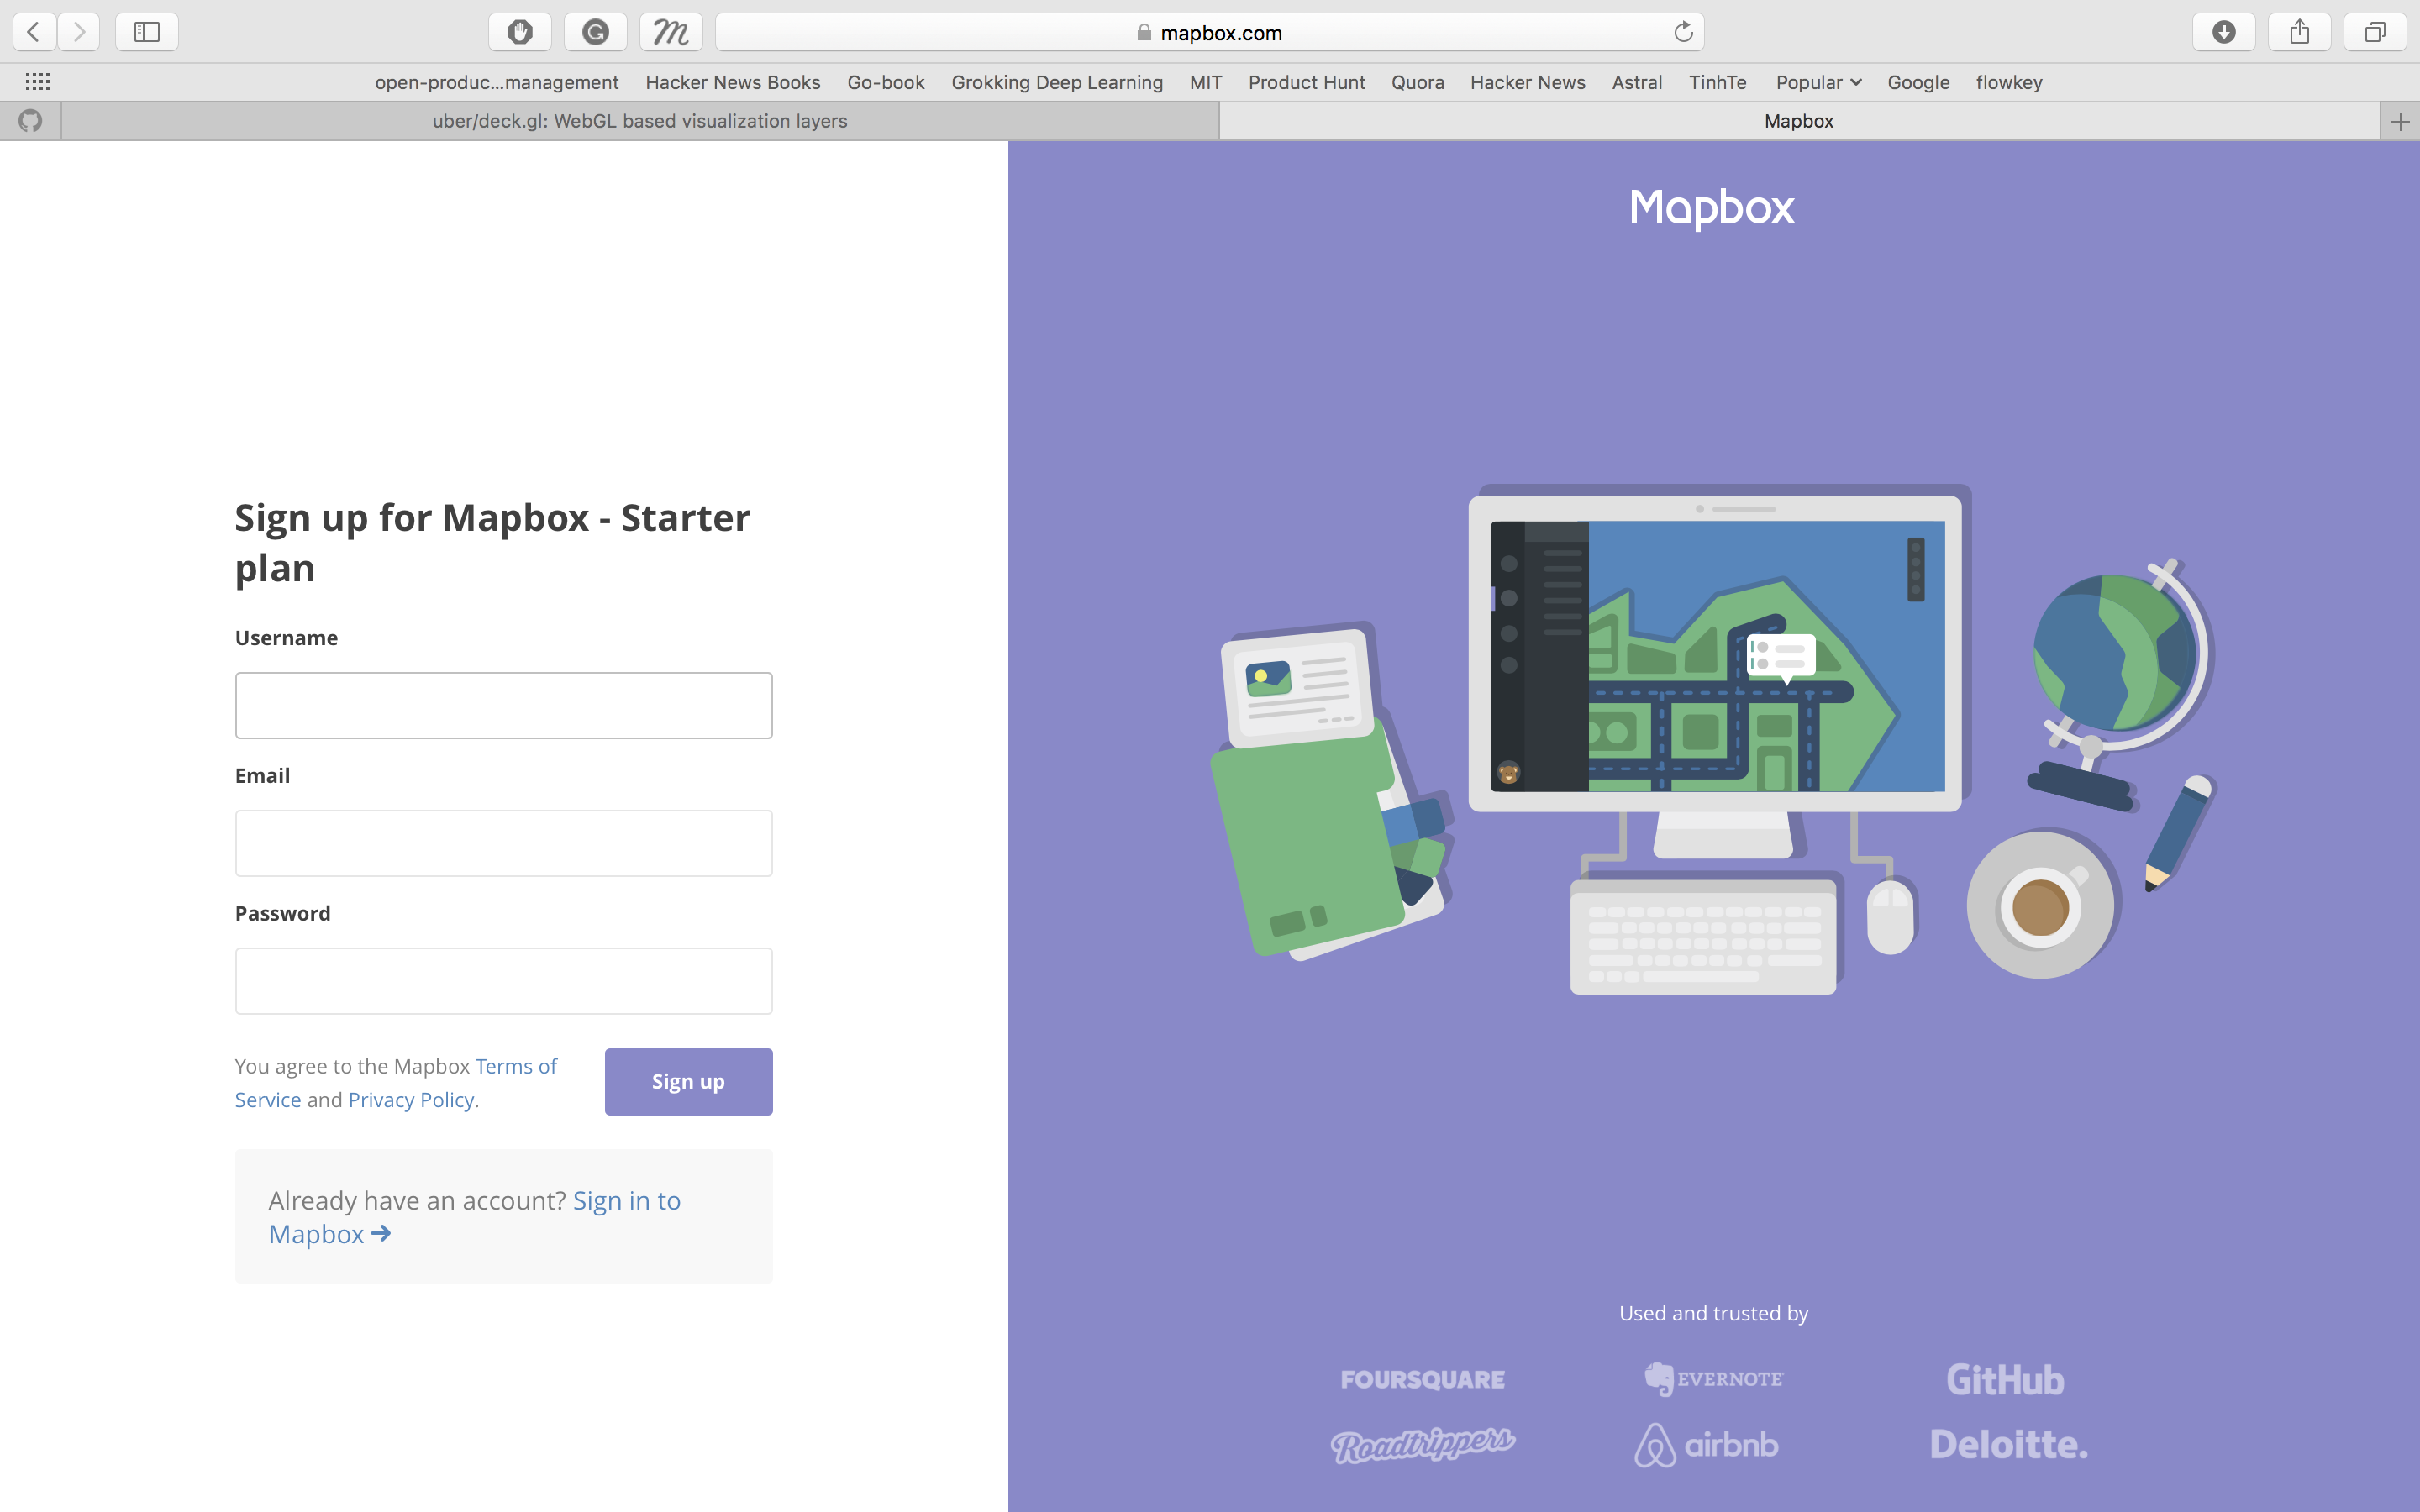 mapbox.com
open-produc...management Hacker News Books Go-book Grokking Deep Learning MIT Product Hunt Quora Hacker News Astral TinhTe Popular Google flowkey
uber/deck.gl: WebGL based visualization layers
Mapbox
Sign up for Mapbox - Starter
plan
Username
Email
Password
You agree to the Mapbox Terms of
Service and Privacy Policy.
Sign up
Already have an account? Sign in to
Mapbox →
Mapbox
Used and trusted by
FOURSQUARE EVERNOTE GitHub
Roadtrippers airbnb Deloitte.